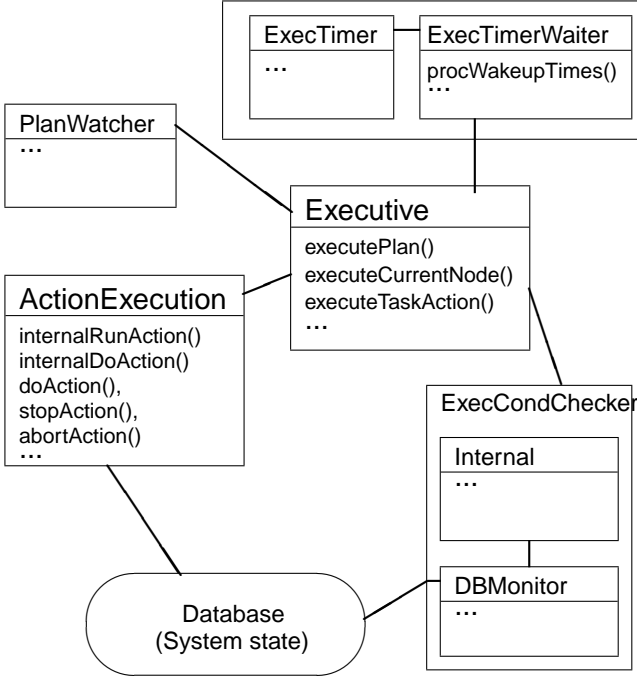 ExecTimer
...
ExecTimerWaiter
procWakeupTimes()
...
PlanWatcher
...
Executive
executePlan()
executeCurrentNode()
executeTaskAction()
...
ActionExecution
internalRunAction()
internalDoAction()
doAction(),
stopAction(),
abortAction()
...
ExecCondChecker
Internal
...
DBMonitor
...
Database
(System state)